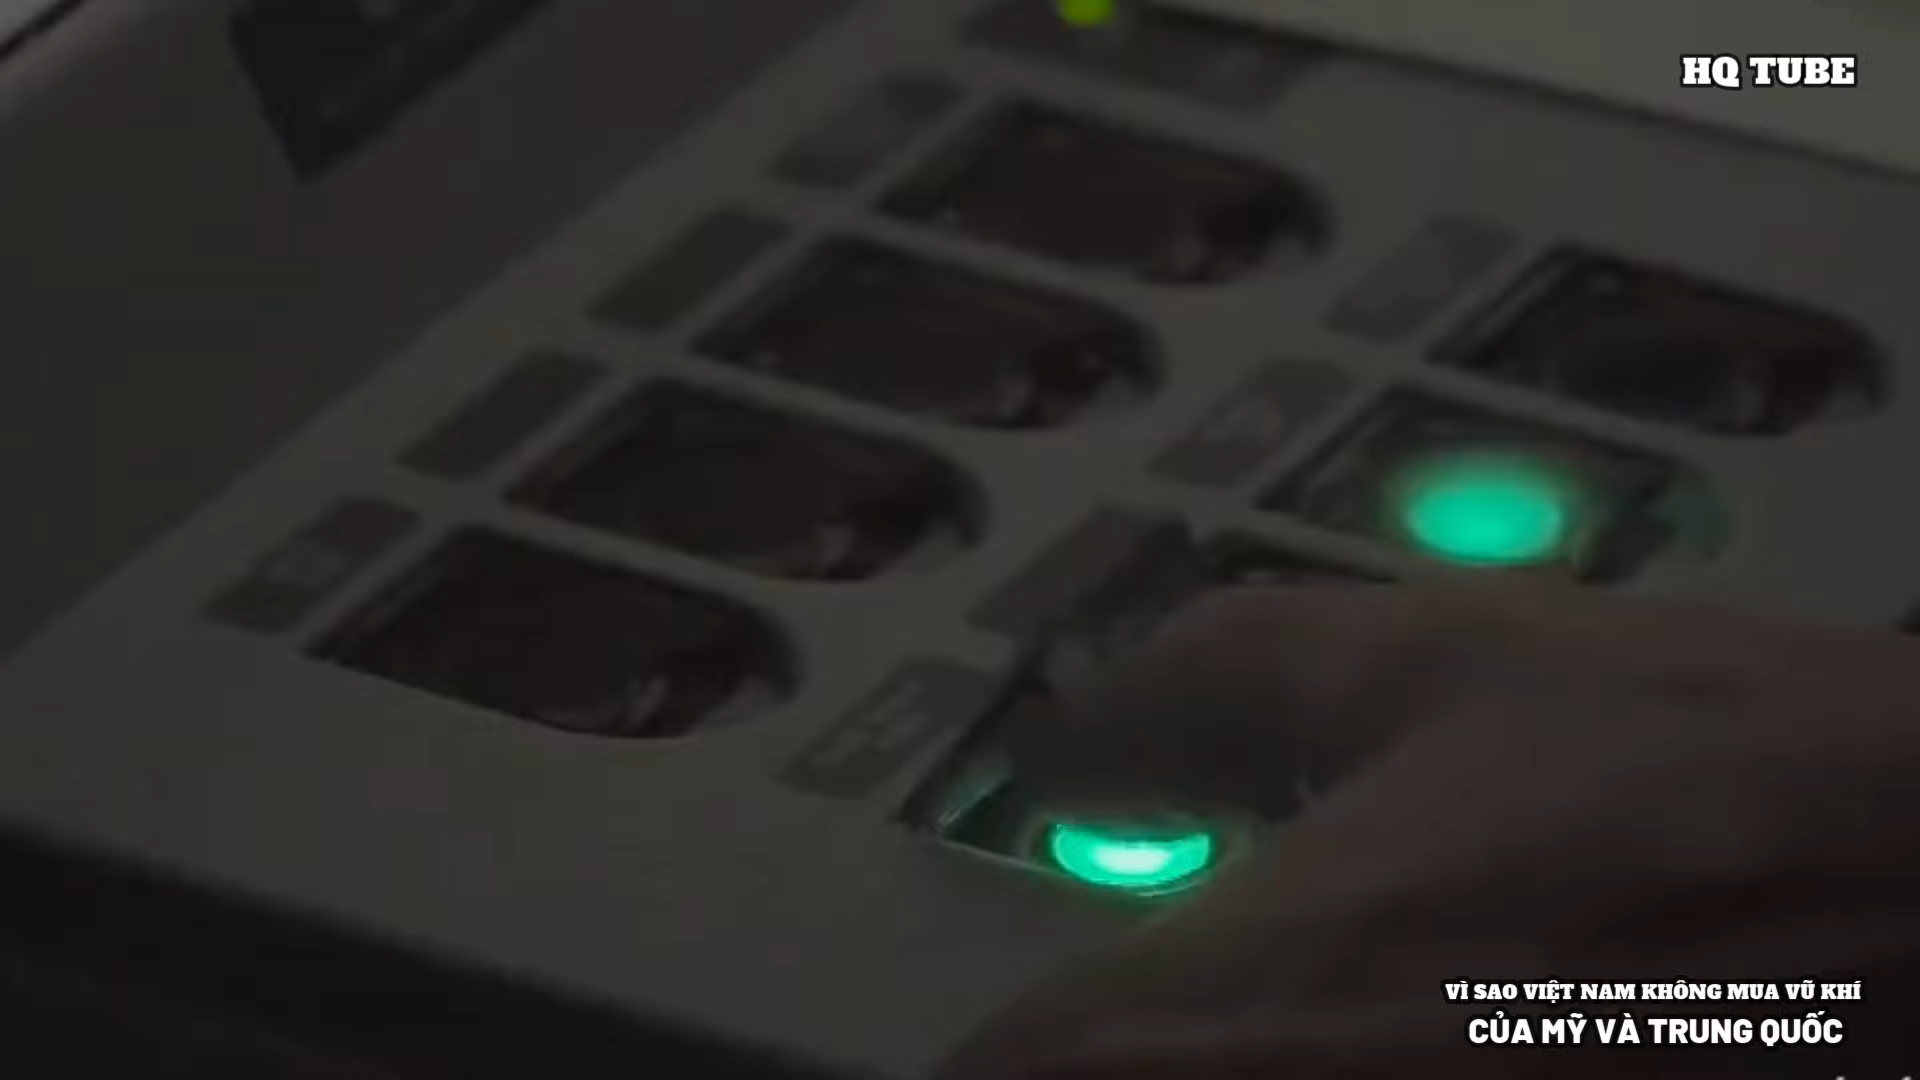 HQ TUBE
VÌ SAO VIỆT NAM KHÔNG MUA VŨ KHÍ
CỦA MỸ VÀ TRUNG QUỐC